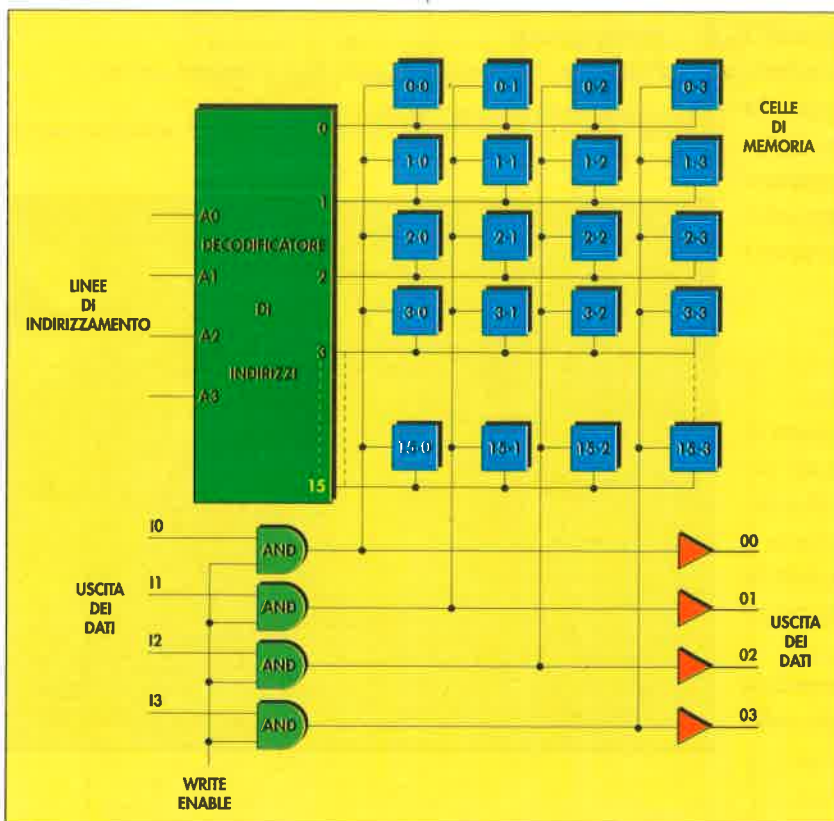 0-0 0-1 0-2 0-3
CELLE
DI
MEMORIA
0
1-0 1-1 1-2 1-3
1
A0
DECODIFICATORE
2-0 2-1 2-2 2-3
A1
2
LINEE
DI
INDIRIZZAMENTO
DI
3-0 3-1 3-2 3-3
A2
3
INDIRIZZI
A3
15-0 15-1 15-2 15-3
15
I0
AND
00
I1
AND
01
USCITA
DEI
DATI
USCITA
DEI
DATI
I2
AND
02
I3
AND
03
WRITE
ENABLE